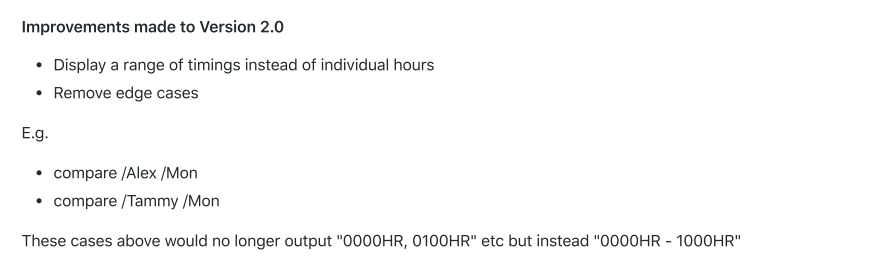 Improvements made to Version 2.0
• Display a range of timings instead of individual hours
• Remove edge cases
E.g.
• compare /Alex /Mon
• compare /Tammy /Mon
These cases above would no longer output "0000HR, 0100HR" etc but instead "0000HR - 1000HR"